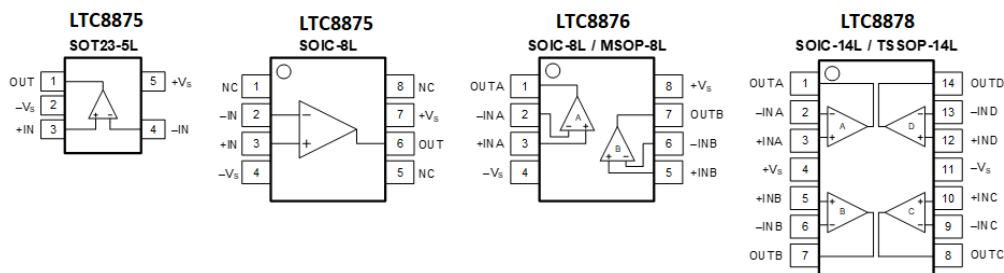 LTC8875
SOT23-5L
OUT 1 5 +VS
–VS 2
+IN 3 4 –IN
+ –
LTC8875
SOIC-8L
NC 1 8 NC
–IN 2 – 7 +VS
+IN 3 + 6 OUT
–VS 4 5 NC
LTC8876
SOIC-8L / MSOP-8L
OUTA 1 8 +VS
–INA 2 A 7 OUTB
– +
+INA 3 B 6 –INB
+ –
–VS 4 5 +INB
LTC8878
SOIC-14L / TSSOP-14L
OUTA 1 14 OUTD
–INA 2 – A D – 13 –IND
+INA 3 + + 12 +IND
+VS 4 11 –VS
+INB 5 + B C + 10 +INC
–INB 6 – – 9 –INC
OUTB 7 8 OUTC